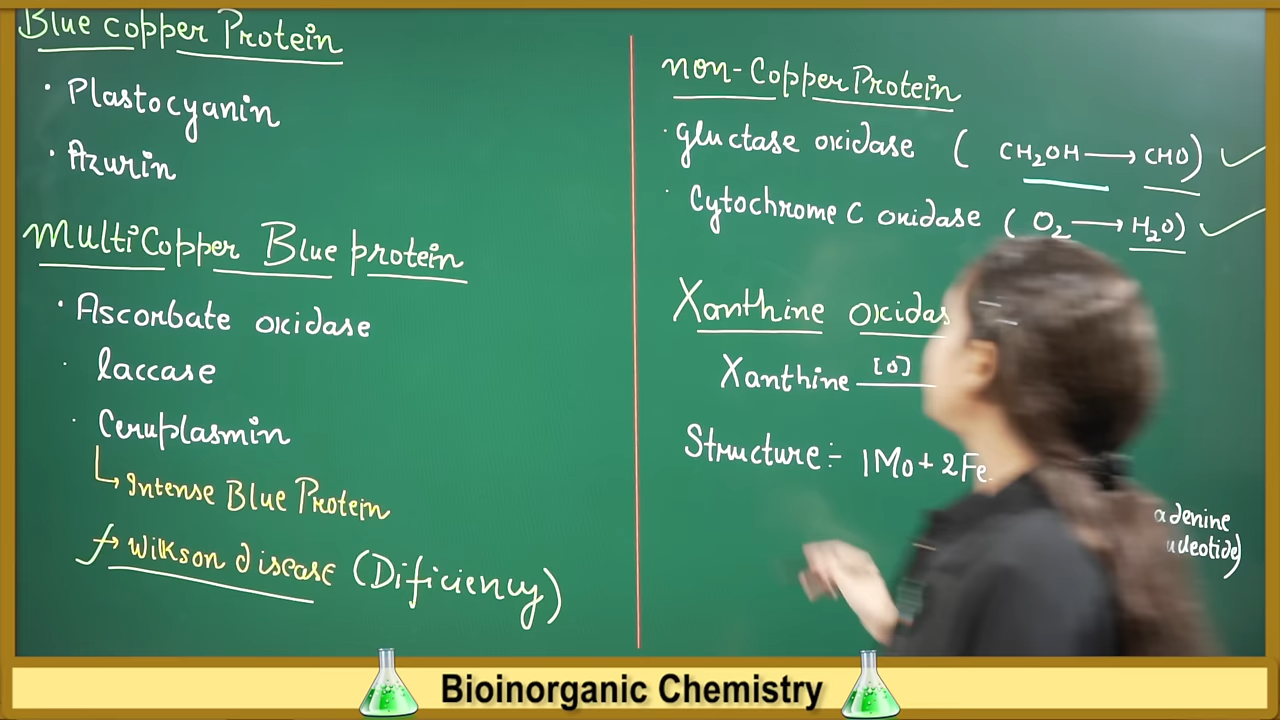 Blue copper Protein
· Plastocyanin
· Azurin
MultiCopper Blue protein
· Ascorbate oxidase
· laccase
· Ceruplasmin
↳ Intense Blue Protein
↳ Wilkson disease (Dificiency)
non-Copper Protein
· gluctase oxidase ( CH₂OH → CHO) ✓
· Cytochrome C oxidase ( O₂ → H₂O) ✓
Xanthine Oxidas
Xanthine [O]
Structure :- 1Mo + 2Fe
adenine
ucleotide)
Bioinorganic Chemistry